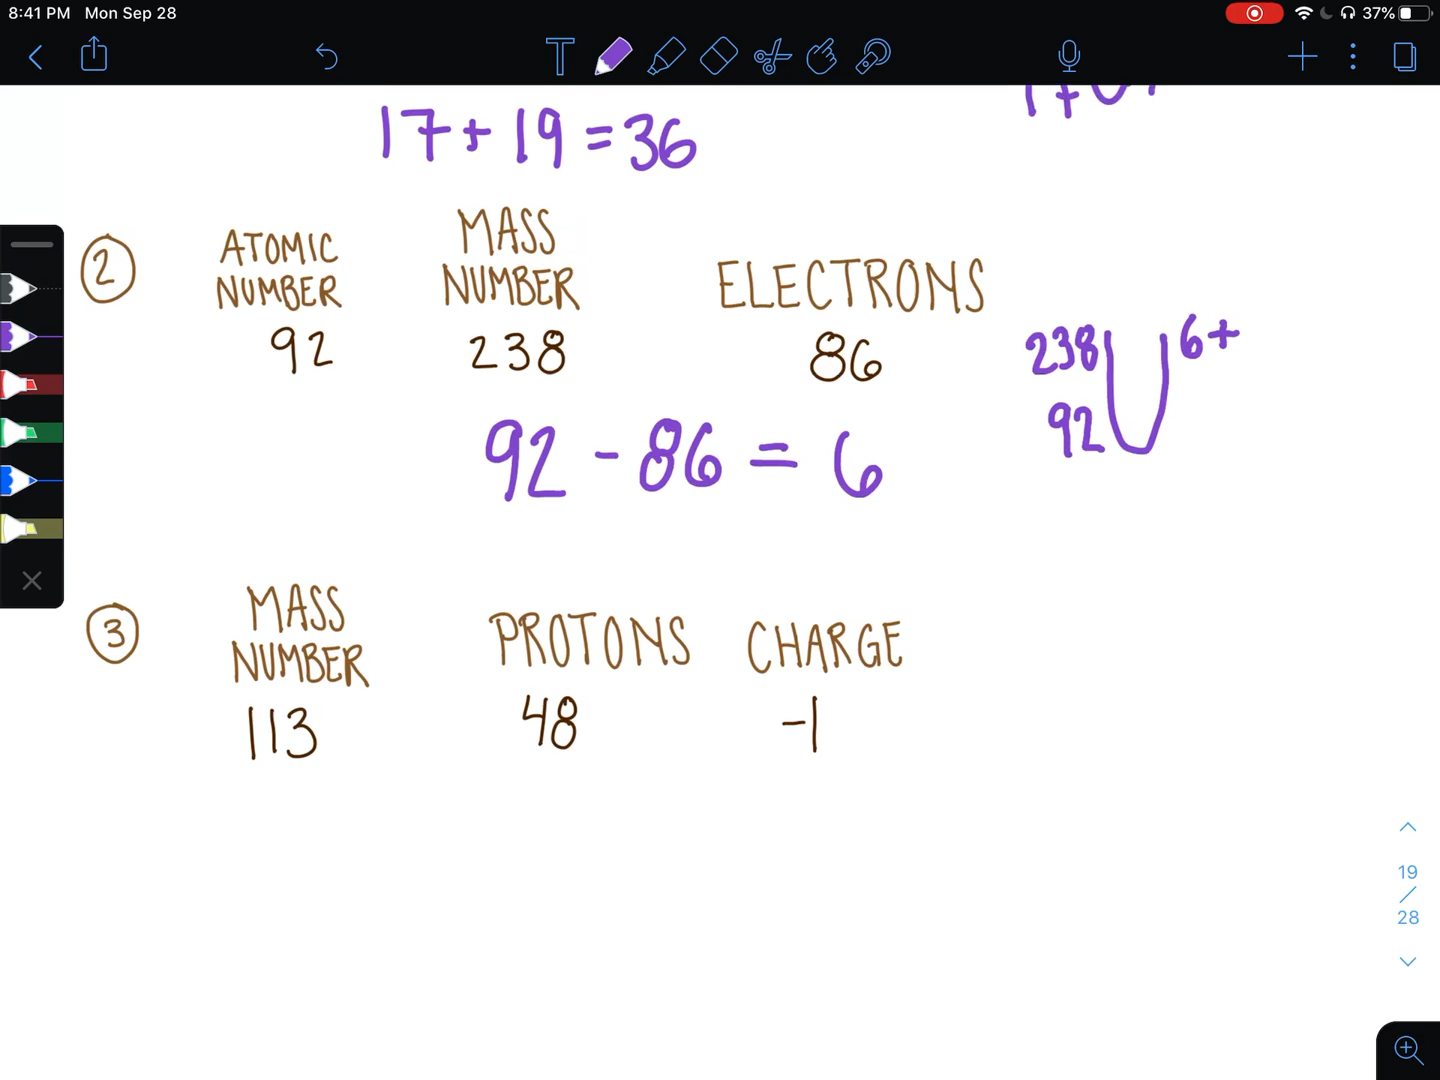 8:41 PM Mon Sep 28
37%
17 + 19 = 36
2
ATOMIC NUMBER
92
MASS NUMBER
238
ELECTRONS
86
238 U 6+
92
92 - 86 = 6
3
MASS NUMBER
113
PROTONS
48
CHARGE
-1
19
/
28